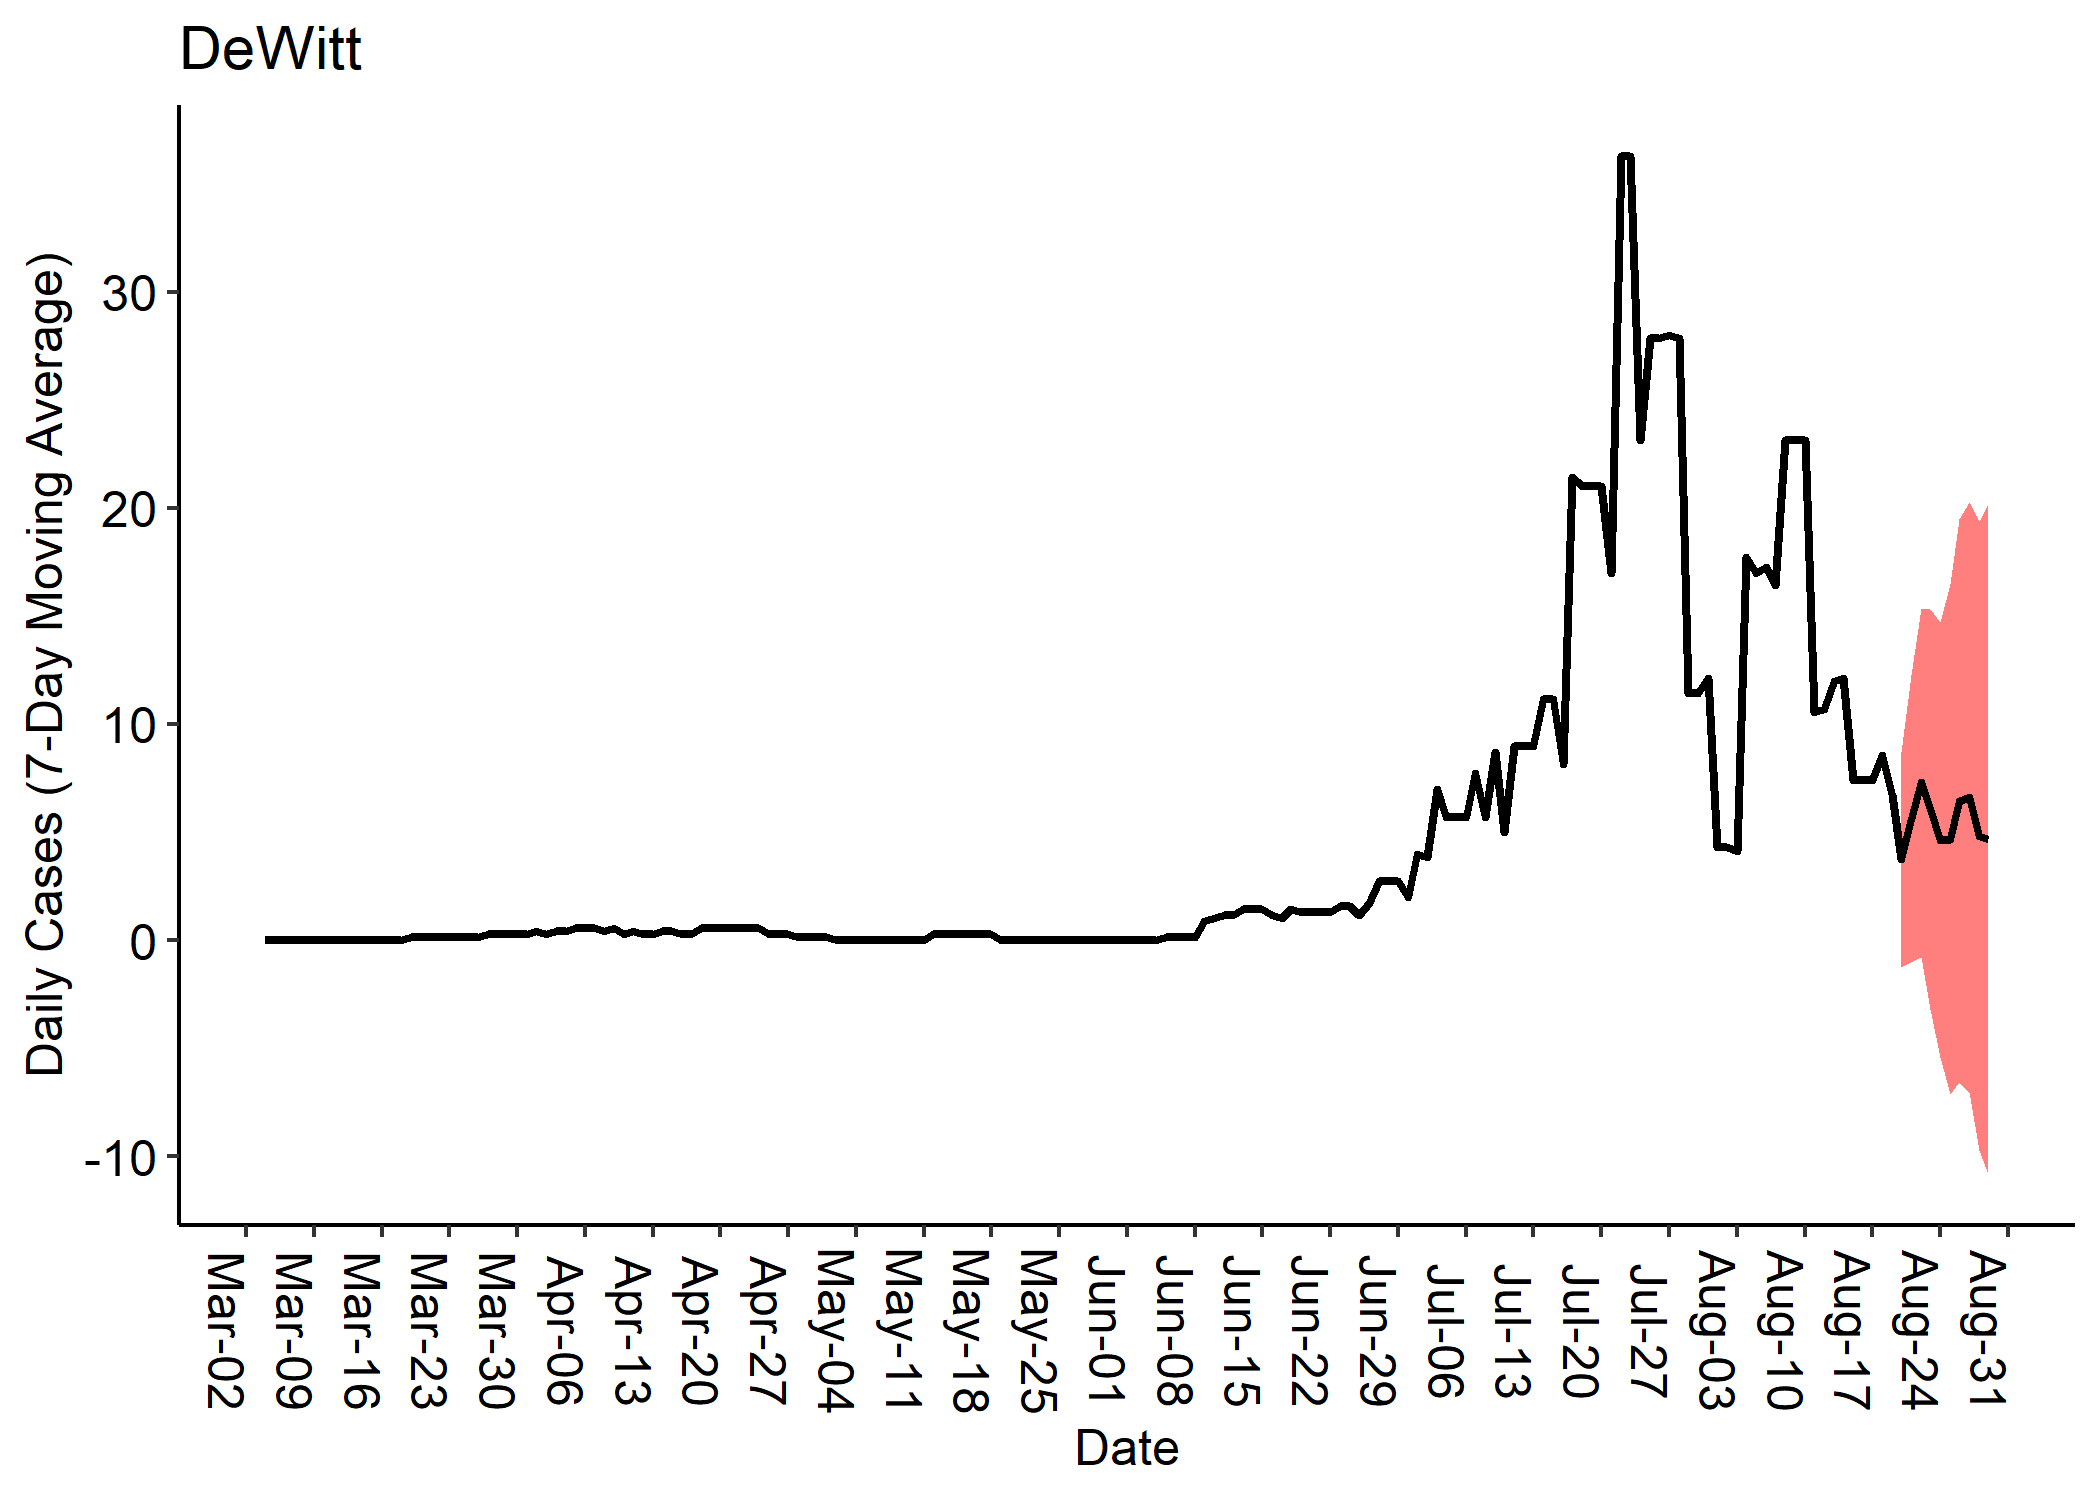 DeWitt
Daily Cases (7-Day Moving Average)
30
20
10
0
-10
Mar-02
Mar-09
Mar-16
Mar-23
Mar-30
Apr-06
Apr-13
Apr-20
Apr-27
May-04
May-11
May-18
May-25
Jun-01
Jun-08
Jun-15
Jun-22
Jun-29
Jul-06
Jul-13
Jul-20
Jul-27
Aug-03
Aug-10
Aug-17
Aug-24
Aug-31
Date